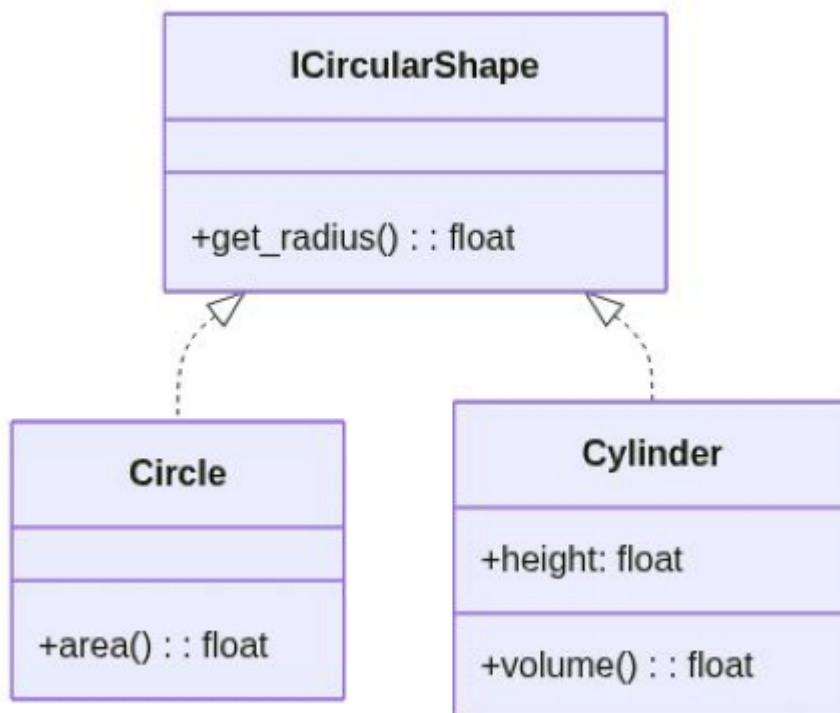 ICircularShape
+get_radius() : : float
Circle
+area() : : float
Cylinder
+height: float
+volume() : : float